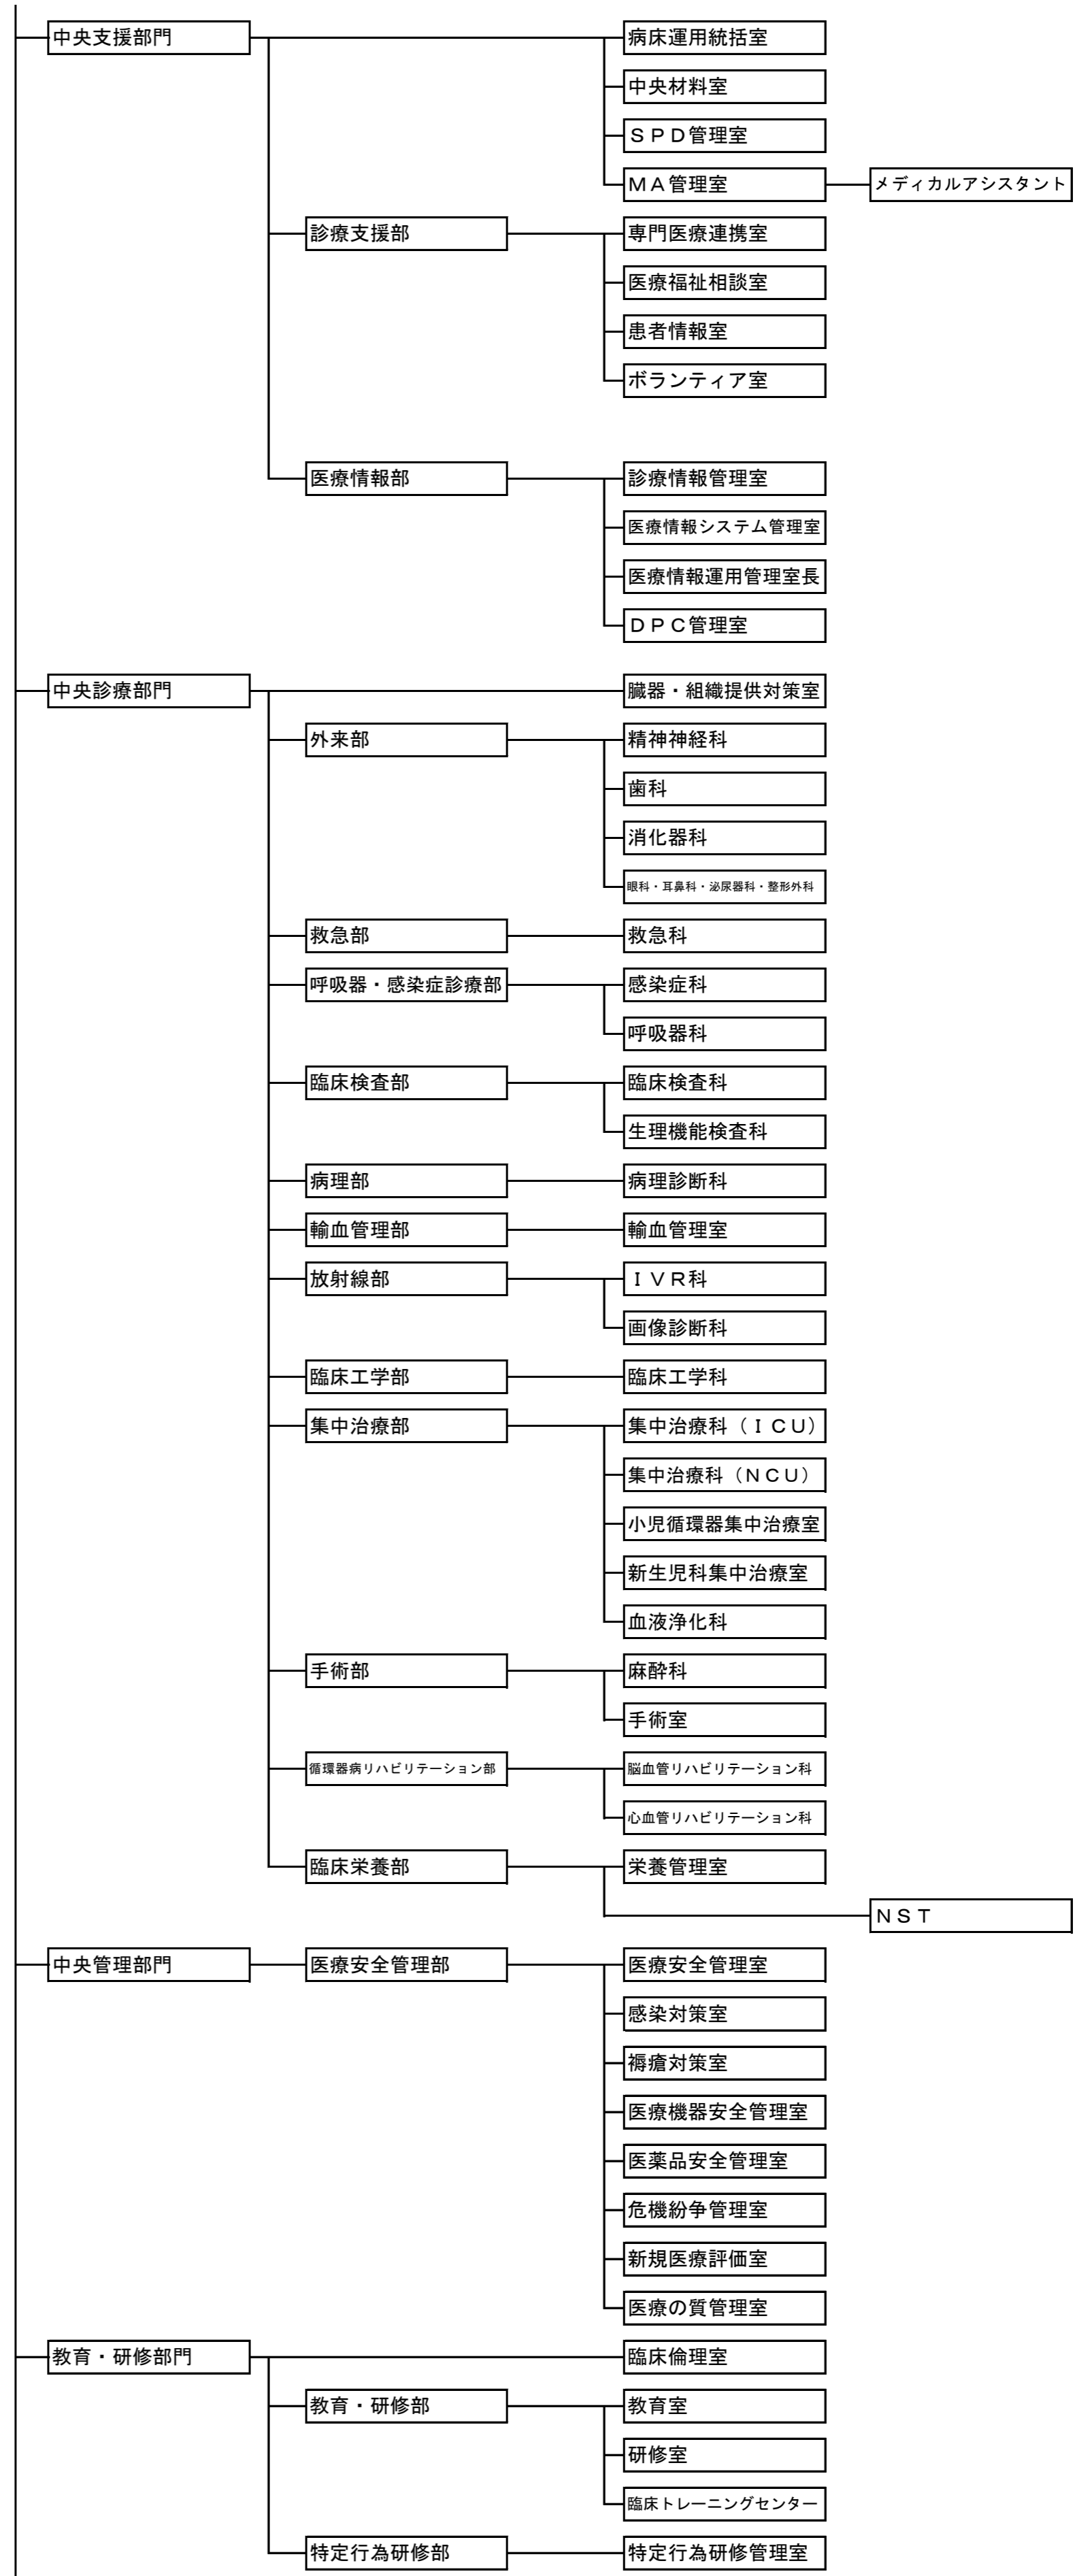 中央支援部門
病床運用統括室
中央材料室
ＳＰＤ管理室
ＭＡ管理室
メディカルアシスタント
診療支援部
専門医療連携室
医療福祉相談室
患者情報室
ボランティア室
医療情報部
診療情報管理室
医療情報システム管理室
医療情報運用管理室長
ＤＰＣ管理室
中央診療部門
臓器・組織提供対策室
外来部
精神神経科
歯科
消化器科
眼科・耳鼻科・泌尿器科・整形外科
救急部
救急科
呼吸器・感染症診療部
感染症科
呼吸器科
臨床検査部
臨床検査科
生理機能検査科
病理部
病理診断科
輸血管理部
輸血管理室
放射線部
ＩＶＲ科
画像診断科
臨床工学部
臨床工学科
集中治療部
集中治療科（ＩＣＵ）
集中治療科（ＮＣＵ）
小児循環器集中治療室
新生児科集中治療室
血液浄化科
手術部
麻酔科
手術室
循環器病リハビリテーション部
脳血管リハビリテーション科
心血管リハビリテーション科
臨床栄養部
栄養管理室
ＮＳＴ
中央管理部門
医療安全管理部
医療安全管理室
感染対策室
褥瘡対策室
医療機器安全管理室
医薬品安全管理室
危機紛争管理室
新規医療評価室
医療の質管理室
教育・研修部門
臨床倫理室
教育・研修部
教育室
研修室
臨床トレーニングセンター
特定行為研修部
特定行為研修管理室